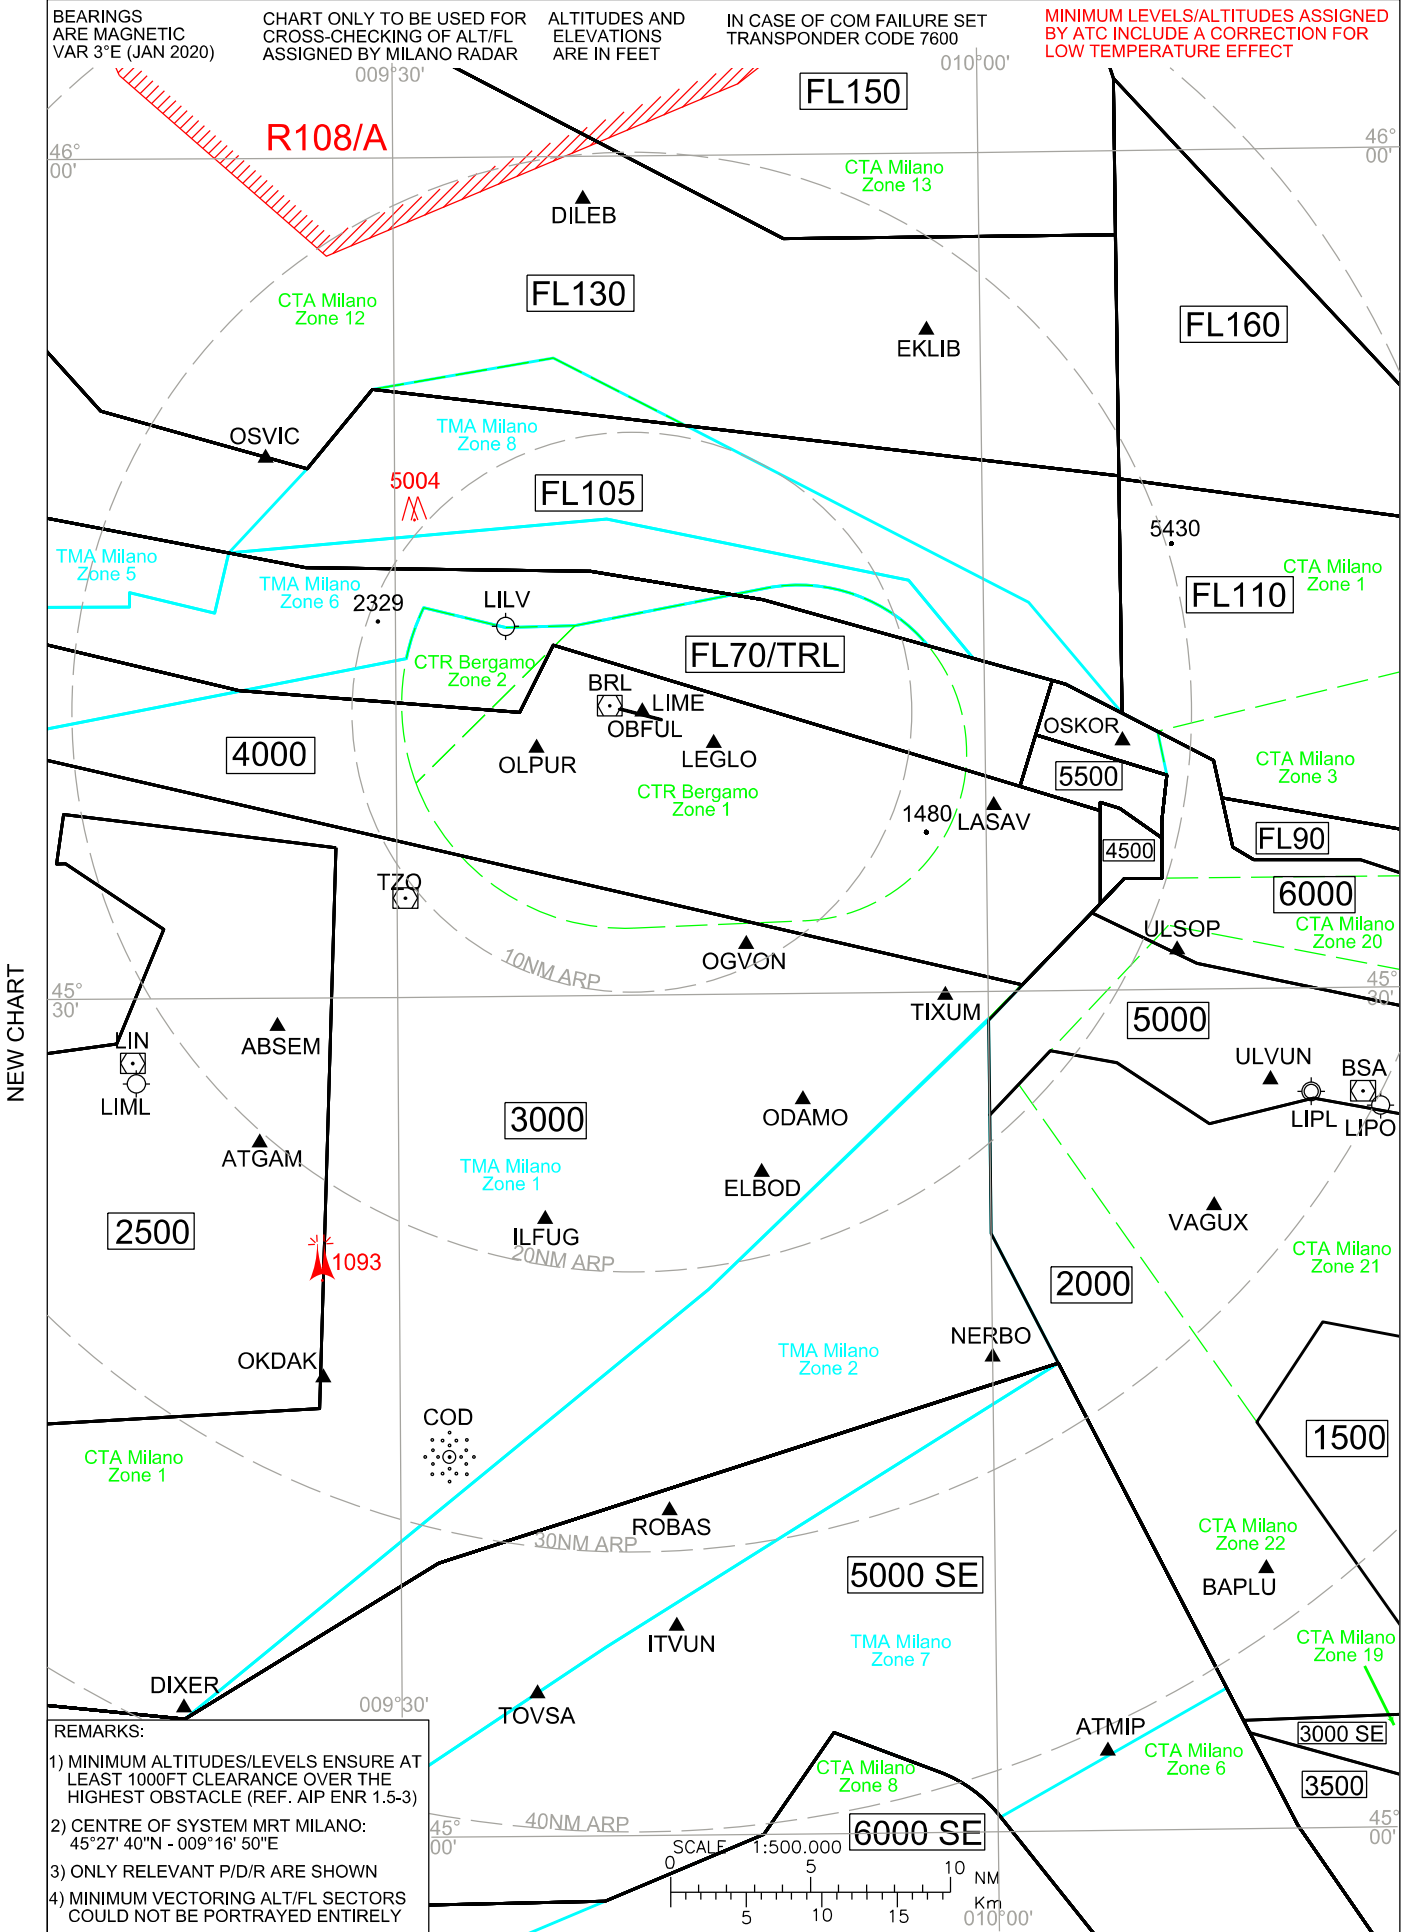 BEARINGS
ARE MAGNETIC
VAR 3°E (JAN 2020)
CHART ONLY TO BE USED FOR
CROSS-CHECKING OF ALT/FL
ASSIGNED BY MILANO RADAR
ALTITUDES AND
ELEVATIONS
ARE IN FEET
IN CASE OF COM FAILURE SET
TRANSPONDER CODE 7600
MINIMUM LEVELS/ALTITUDES ASSIGNED
BY ATC INCLUDE A CORRECTION FOR
LOW TEMPERATURE EFFECT
009°30'
010°00'
FL150
R108/A
46°
00'
46°
00'
CTA Milano
Zone 13
DILEB
FL130
CTA Milano
Zone 12
FL160
EKLIB
OSVIC
TMA Milano
Zone 8
5004
FL105
5430
TMA Milano
Zone 5
TMA Milano
Zone 6
2329
LILV
CTA Milano
Zone 1
FL110
FL70/TRL
CTR Bergamo
Zone 2
BRL
LIME
OBFUL
OSKOR
4000
OLPUR
LEGLO
CTA Milano
Zone 3
5500
CTR Bergamo
Zone 1
1480
LASAV
4500
FL90
TZO
6000
CTA Milano
Zone 20
ULSOP
OGVON
10NM ARP
NEW CHART
45°
30'
45°
30'
TIXUM
5000
LIN
ABSEM
LIML
ULVUN
BSA
LIPL
LIPO
3000
ODAMO
ATGAM
TMA Milano
Zone 1
ELBOD
2500
ILFUG
VAGUX
20NM ARP
1093
CTA Milano
Zone 21
2000
NERBO
OKDAK
TMA Milano
Zone 2
COD
1500
CTA Milano
Zone 1
ROBAS
30NM ARP
CTA Milano
Zone 22
5000 SE
BAPLU
ITVUN
TMA Milano
Zone 7
CTA Milano
Zone 19
DIXER
009°30'
TOVSA
ATMIP
3000 SE
CTA Milano
Zone 6
CTA Milano
Zone 8
3500
REMARKS:
1) MINIMUM ALTITUDES/LEVELS ENSURE AT
LEAST 1000FT CLEARANCE OVER THE
HIGHEST OBSTACLE (REF. AIP ENR 1.5-3)
2) CENTRE OF SYSTEM MRT MILANO:
45°27' 40"N - 009°16' 50"E
3) ONLY RELEVANT P/D/R ARE SHOWN
4) MINIMUM VECTORING ALT/FL SECTORS
COULD NOT BE PORTRAYED ENTIRELY
45°
00'
40NM ARP
6000 SE
45°
00'
SCALE 1:500.000
0 5 10 NM
5 10 15 Km
010°00'